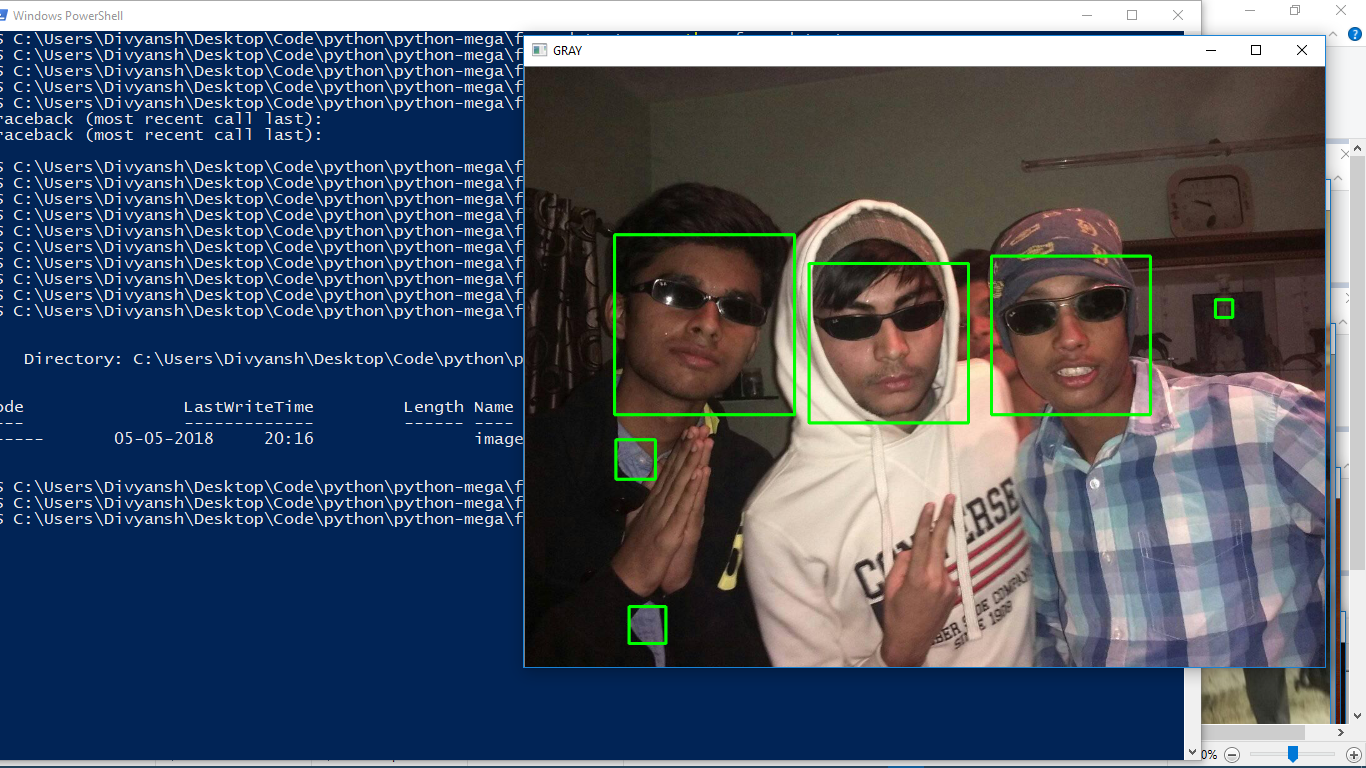 Windows PowerShell
S C:\Users\Divyansh\Desktop\Code\python\python-mega\f
S C:\Users\Divyansh\Desktop\Code\python\python-mega\f
S C:\Users\Divyansh\Desktop\Code\python\python-mega\f
S C:\Users\Divyansh\Desktop\Code\python\python-mega\f
S C:\Users\Divyansh\Desktop\Code\python\python-mega\f
raceback (most recent call last):
raceback (most recent call last):
S C:\Users\Divyansh\Desktop\Code\python\python-mega\f
S C:\Users\Divyansh\Desktop\Code\python\python-mega\f
S C:\Users\Divyansh\Desktop\Code\python\python-mega\f
S C:\Users\Divyansh\Desktop\Code\python\python-mega\f
S C:\Users\Divyansh\Desktop\Code\python\python-mega\f
S C:\Users\Divyansh\Desktop\Code\python\python-mega\f
S C:\Users\Divyansh\Desktop\Code\python\python-mega\f
S C:\Users\Divyansh\Desktop\Code\python\python-mega\f
S C:\Users\Divyansh\Desktop\Code\python\python-mega\f
S C:\Users\Divyansh\Desktop\Code\python\python-mega\f
Directory: C:\Users\Divyansh\Desktop\Code\python\p
ode LastWriteTime Length Name
--- ------------- ------ ----
----- 05-05-2018 20:16 image
S C:\Users\Divyansh\Desktop\Code\python\python-mega\f
S C:\Users\Divyansh\Desktop\Code\python\python-mega\f
S C:\Users\Divyansh\Desktop\Code\python\python-mega\f
GRAY
CONVERSE
COMPANY
SINCE 1908
0%